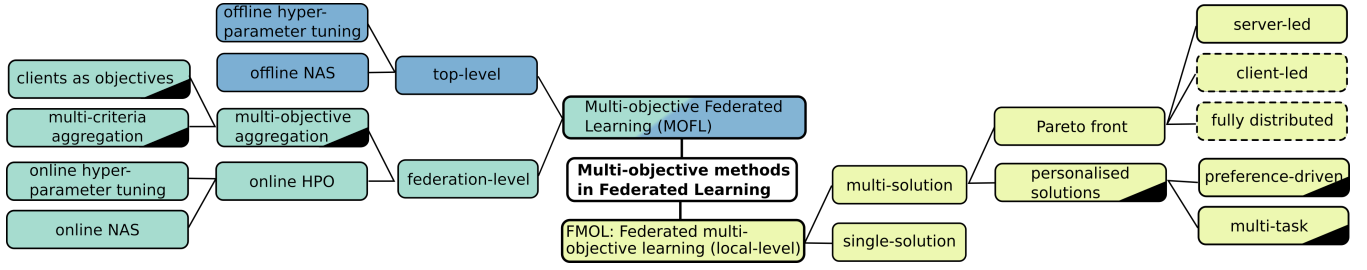 offline hyper-
parameter tuning
offline NAS
top-level
clients as objectives
multi-criteria
aggregation
multi-objective
aggregation
online hyper-
parameter tuning
online NAS
online HPO
federation-level
Multi-objective Federated
Learning (MOFL)
Multi-objective methods
in Federated Learning
FMOL: Federated multi-
objective learning (local-level)
multi-solution
single-solution
Pareto front
personalised
solutions
server-led
client-led
fully distributed
preference-driven
multi-task